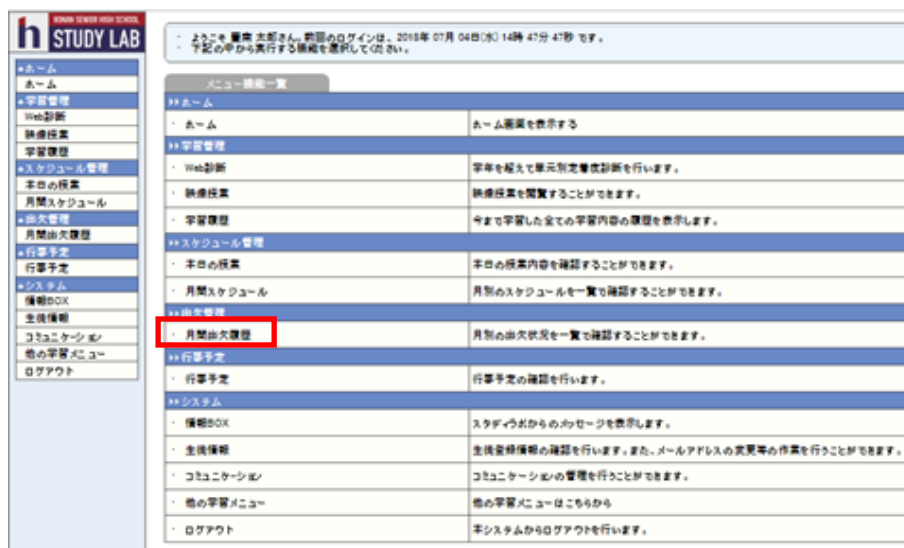 KONAN SENIOR HIGH SCHOOL
h STUDY LAB
ようこそ 重南 太郎さん。前回のログインは、2018年 07月 04日(水) 14時 47分 47秒 です。
下記の中から実行する機能を選択してください。
ホーム
ホーム
学習管理
Web診断
映像授業
学習履歴
スケジュール管理
本日の授業
月間スケジュール
出欠管理
月間出欠履歴
行事予定
行事予定
システム
情報BOX
生徒情報
コミュニケーション
他の学習メニュー
ログアウト
メニュー機能一覧
ホーム
ホーム ホーム画面を表示する
学習管理
Web診断 学年を超えて単元別定着度診断を行います。
映像授業 映像授業を閲覧することができます。
学習履歴 今まで学習した全ての学習内容の履歴を表示します。
スケジュール管理
本日の授業 本日の授業内容を確認することができます。
月間スケジュール 月別のスケジュールを一覧で確認することができます。
出欠管理
月間出欠履歴 月別の出欠状況を一覧で確認することができます。
行事予定
行事予定 行事予定の確認を行います。
システム
情報BOX スタディラボからのメッセージを表示します。
生徒情報 生徒登録情報の確認を行います。また、メールアドレスの変更等の作業を行うことができます。
コミュニケーション コミュニケーションの管理を行うことができます。
他の学習メニュー 他の学習メニューはこちらから
ログアウト 本システムからログアウトを行います。